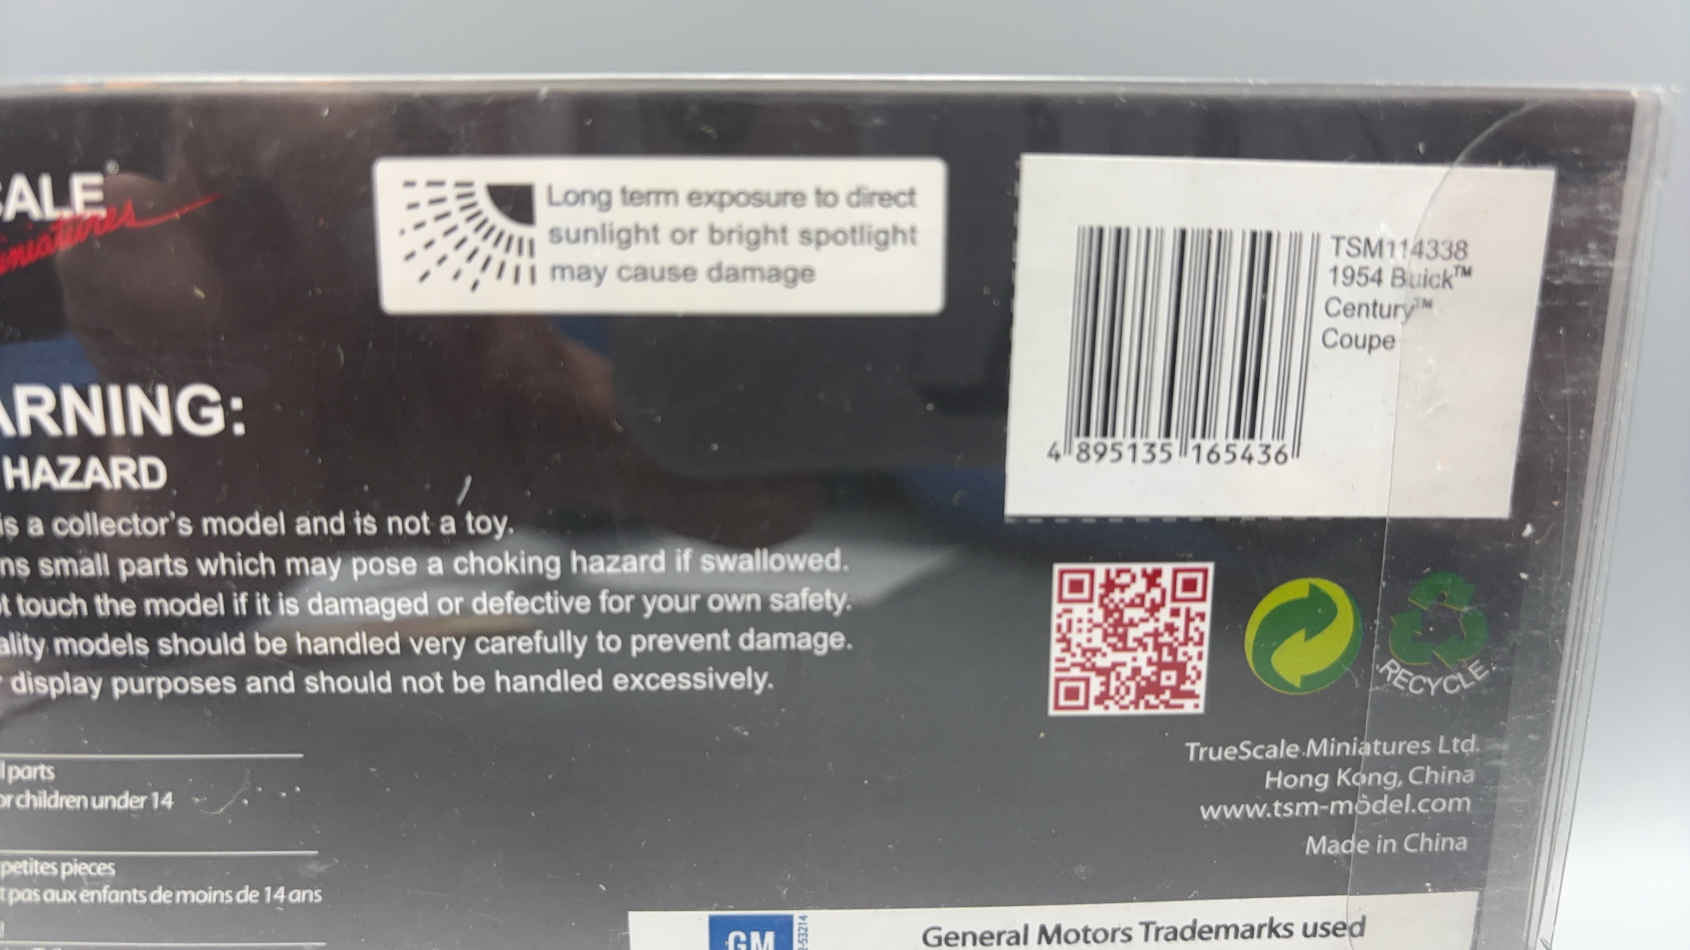 ALE
miniatures
Long term exposure to direct
sunlight or bright spotlight
may cause damage
TSM114338
1954 Buick™
Century™
Coupe
4 895135 165436
ARNING:
HAZARD
is a collector's model and is not a toy.
ns small parts which may pose a choking hazard if swallowed.
t touch the model if it is damaged or defective for your own safety.
ality models should be handled very carefully to prevent damage.
display purposes and should not be handled excessively.
RECYCLE
TrueScale Miniatures Ltd.
Hong Kong, China
www.tsm-model.com
Made in China
l parts
or children under 14
petites pieces
t pas aux enfants de moins de 14 ans
GM
-53214
General Motors Trademarks used